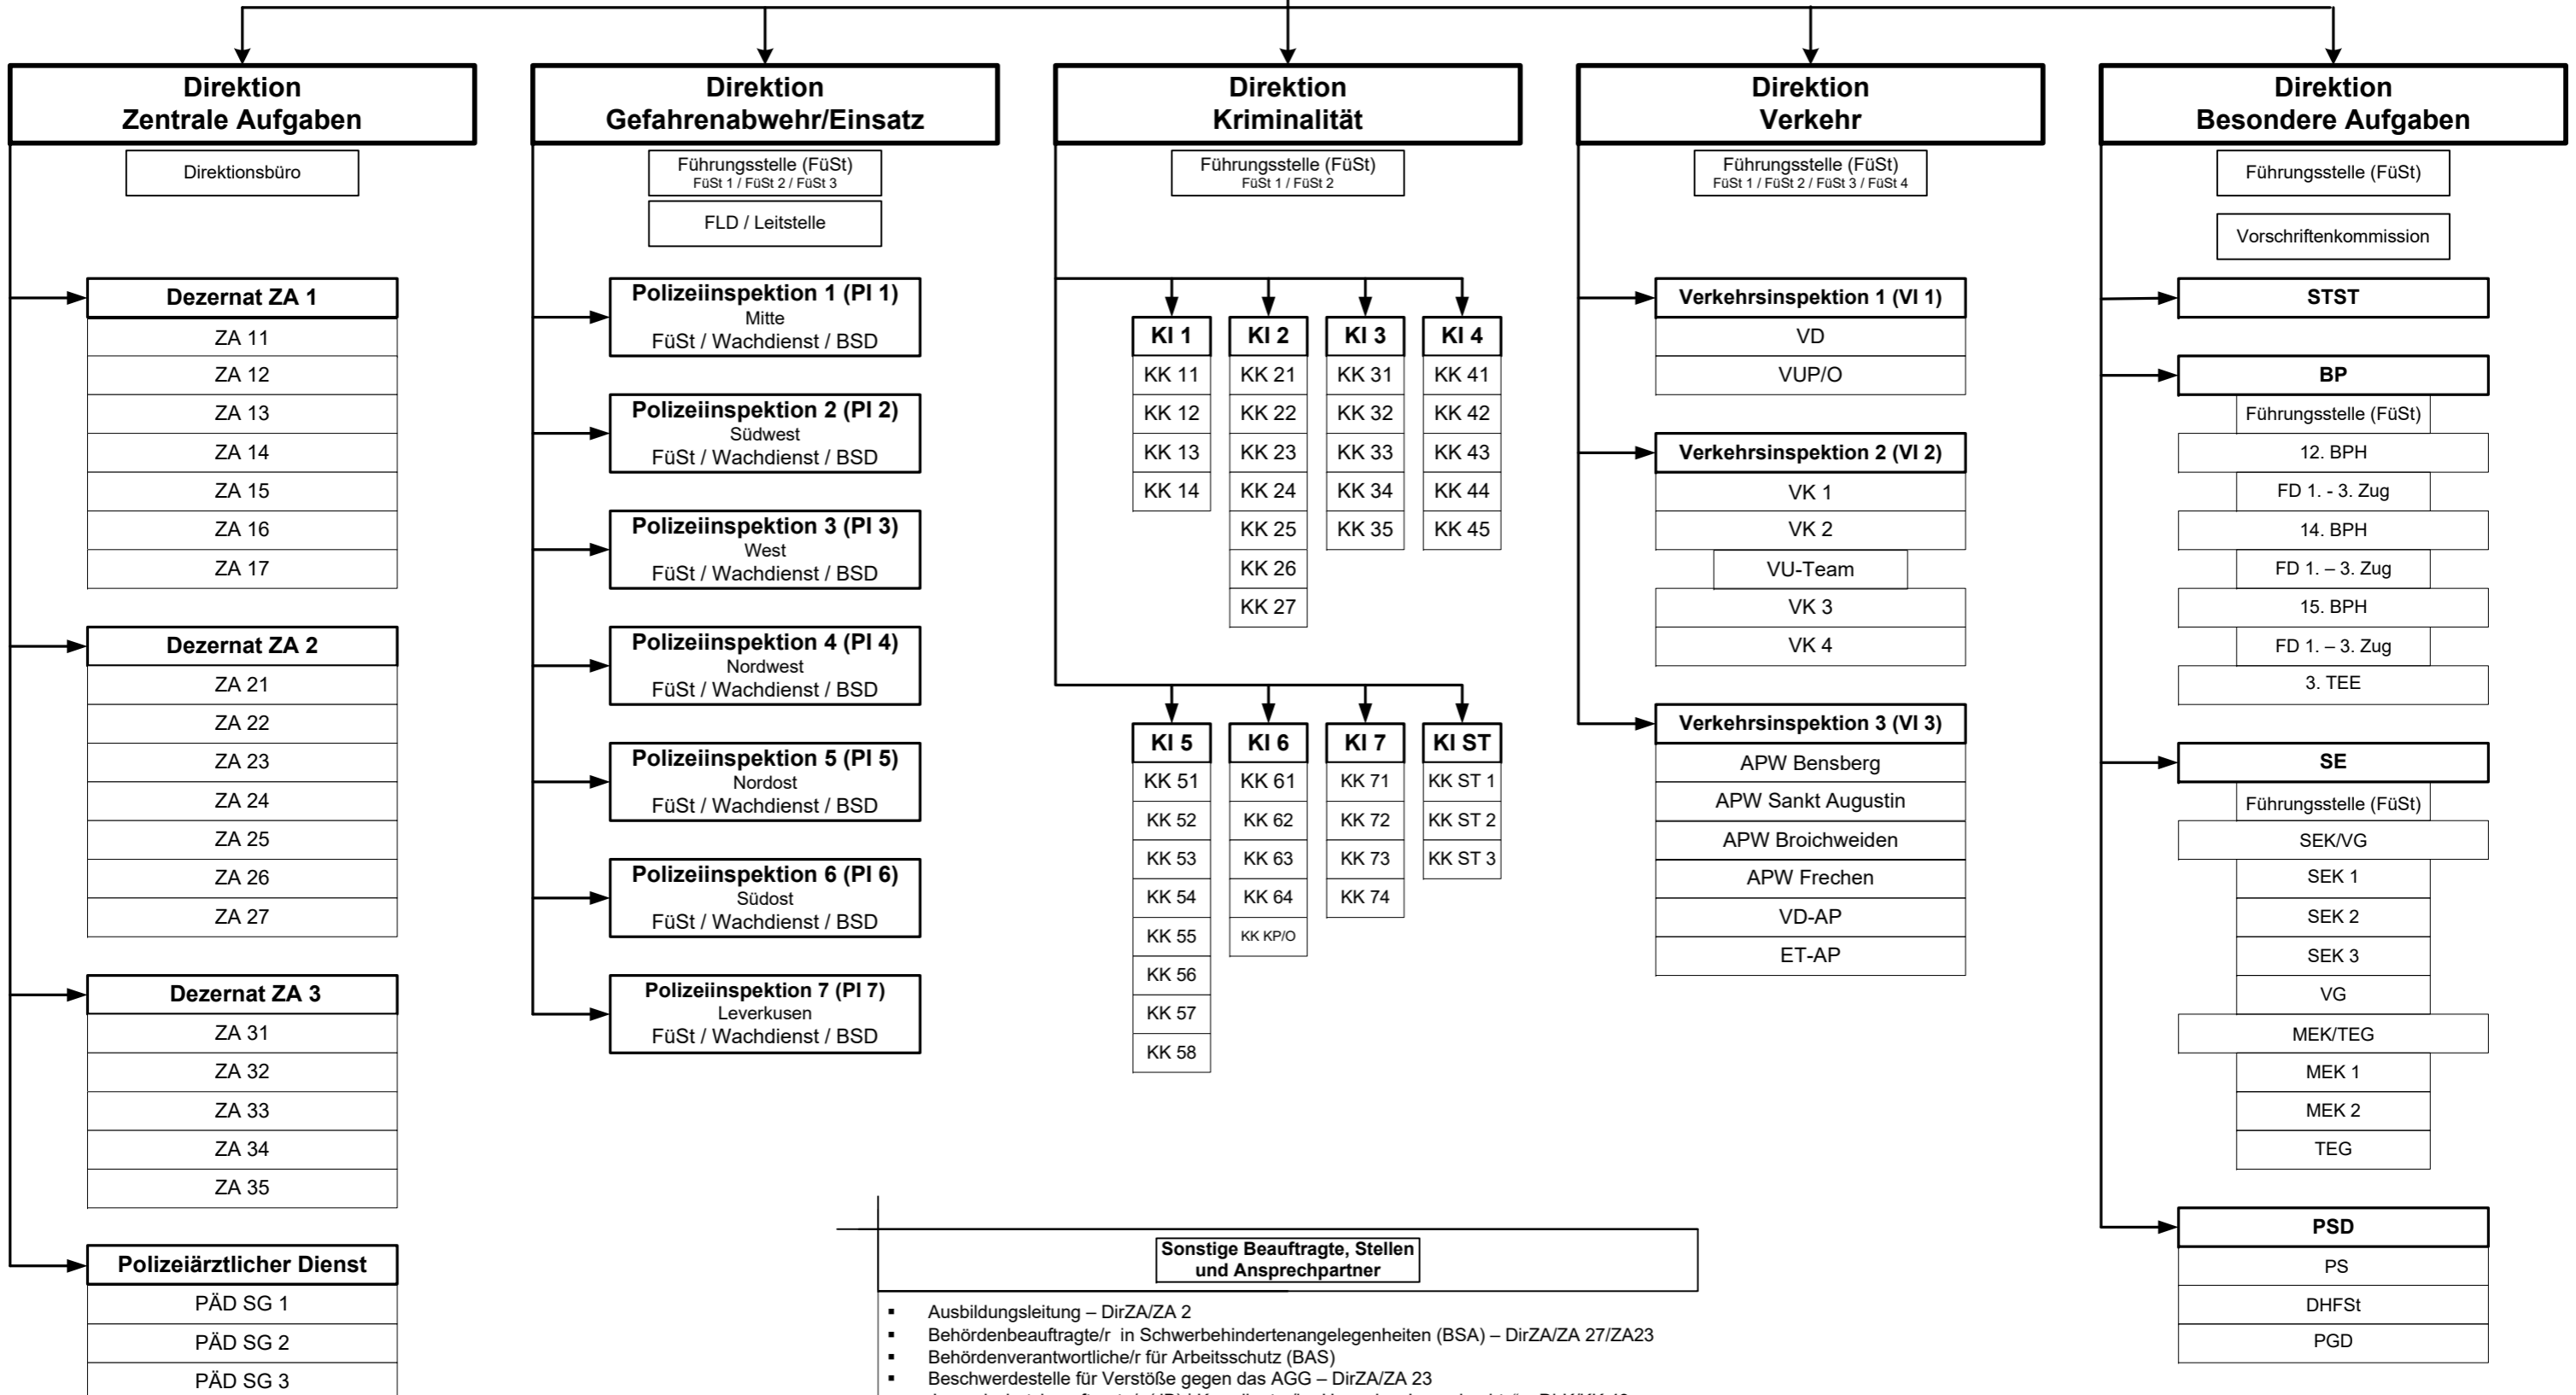 Direktion
Zentrale Aufgaben
Direktionsbüro
Dezernat ZA 1
ZA 11
ZA 12
ZA 13
ZA 14
ZA 15
ZA 16
ZA 17
Dezernat ZA 2
ZA 21
ZA 22
ZA 23
ZA 24
ZA 25
ZA 26
ZA 27
Dezernat ZA 3
ZA 31
ZA 32
ZA 33
ZA 34
ZA 35
Polizeiärztlicher Dienst
PÄD SG 1
PÄD SG 2
PÄD SG 3
Direktion
Gefahrenabwehr/Einsatz
Führungsstelle (FüSt)
FüSt 1 / FüSt 2 / FüSt 3
FLD / Leitstelle
Polizeiinspektion 1 (PI 1)
Mitte
FüSt / Wachdienst / BSD
Polizeiinspektion 2 (PI 2)
Südwest
FüSt / Wachdienst / BSD
Polizeiinspektion 3 (PI 3)
West
FüSt / Wachdienst / BSD
Polizeiinspektion 4 (PI 4)
Nordwest
FüSt / Wachdienst / BSD
Polizeiinspektion 5 (PI 5)
Nordost
FüSt / Wachdienst / BSD
Polizeiinspektion 6 (PI 6)
Südost
FüSt / Wachdienst / BSD
Polizeiinspektion 7 (PI 7)
Leverkusen
FüSt / Wachdienst / BSD
Direktion
Kriminalität
Führungsstelle (FüSt)
FüSt 1 / FüSt 2
KI 1
KK 11
KK 12
KK 13
KK 14
KI 2
KK 21
KK 22
KK 23
KK 24
KK 25
KK 26
KK 27
KI 3
KK 31
KK 32
KK 33
KK 34
KK 35
KI 4
KK 41
KK 42
KK 43
KK 44
KK 45
KI 5
KK 51
KK 52
KK 53
KK 54
KK 55
KK 56
KK 57
KK 58
KI 6
KK 61
KK 62
KK 63
KK 64
KK KP/O
KI 7
KK 71
KK 72
KK 73
KK 74
KI ST
KK ST 1
KK ST 2
KK ST 3
Direktion
Verkehr
Führungsstelle (FüSt)
FüSt 1 / FüSt 2 / FüSt 3 / FüSt 4
Verkehrsinspektion 1 (VI 1)
VD
VUP/O
Verkehrsinspektion 2 (VI 2)
VK 1
VK 2
VU-Team
VK 3
VK 4
Verkehrsinspektion 3 (VI 3)
APW Bensberg
APW Sankt Augustin
APW Broichweiden
APW Frechen
VD-AP
ET-AP
Direktion
Besondere Aufgaben
Führungsstelle (FüSt)
Vorschriftenkommission
STST
BP
Führungsstelle (FüSt)
12. BPH
FD 1. - 3. Zug
14. BPH
FD 1. – 3. Zug
15. BPH
FD 1. – 3. Zug
3. TEE
SE
Führungsstelle (FüSt)
SEK/VG
SEK 1
SEK 2
SEK 3
VG
MEK/TEG
MEK 1
MEK 2
TEG
PSD
PS
DHFSt
PGD
Sonstige Beauftragte, Stellen
und Ansprechpartner
▪ Ausbildungsleitung – DirZA/ZA 2
▪ Behördenbeauftragte/r in Schwerbehindertenangelegenheiten (BSA) – DirZA/ZA 27/ZA23
▪ Behördenverantwortliche/r für Arbeitsschutz (BAS)
▪ Beschwerdestelle für Verstöße gegen das AGG – DirZA/ZA 23